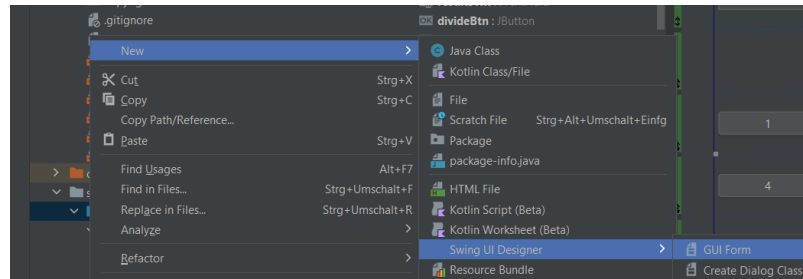 .gitignore
divideBtn : JButton
New
Java Class
Kotlin Class/File
Cut Strg+X
Copy Strg+C
File
Copy Path/Reference...
Scratch File Strg+Alt+Umschalt+Einfg
Paste Strg+V
Package
package-info.java
1
Find Usages Alt+F7
Find in Files... Strg+Umschalt+F
HTML File
Replace in Files... Strg+Umschalt+R
Kotlin Script (Beta)
4
Analyze
Kotlin Worksheet (Beta)
Refactor
Swing UI Designer
GUI Form
Resource Bundle
Create Dialog Class